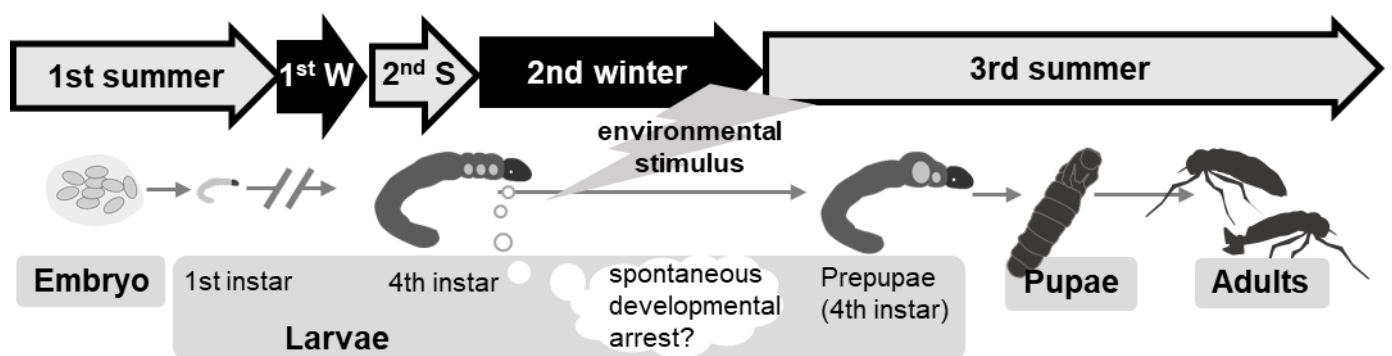 1st summer
1st W
2nd S
2nd winter
3rd summer
environmental
stimulus
Embryo
1st instar
4th instar
spontaneous
developmental
arrest?
Prepupae
(4th instar)
Pupae
Adults
Larvae